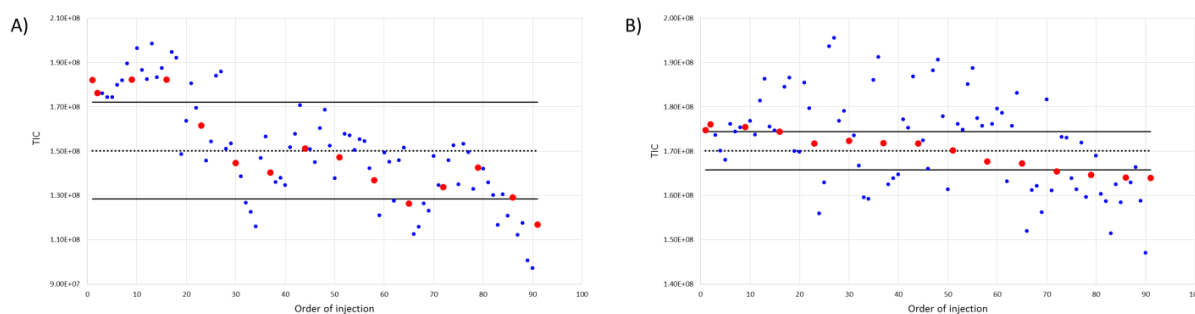 A)
2.10E+08
1.90E+08
1.70E+08
1.50E+08
1.30E+08
1.10E+08
9.00E+07
TIC
0 10 20 30 40 50 60 70 80 90 100
Order of injection
B)
2.00E+08
1.90E+08
1.80E+08
1.70E+08
1.60E+08
1.50E+08
1.40E+08
TIC
0 10 20 30 40 50 60 70 80 90 100
Order of injection